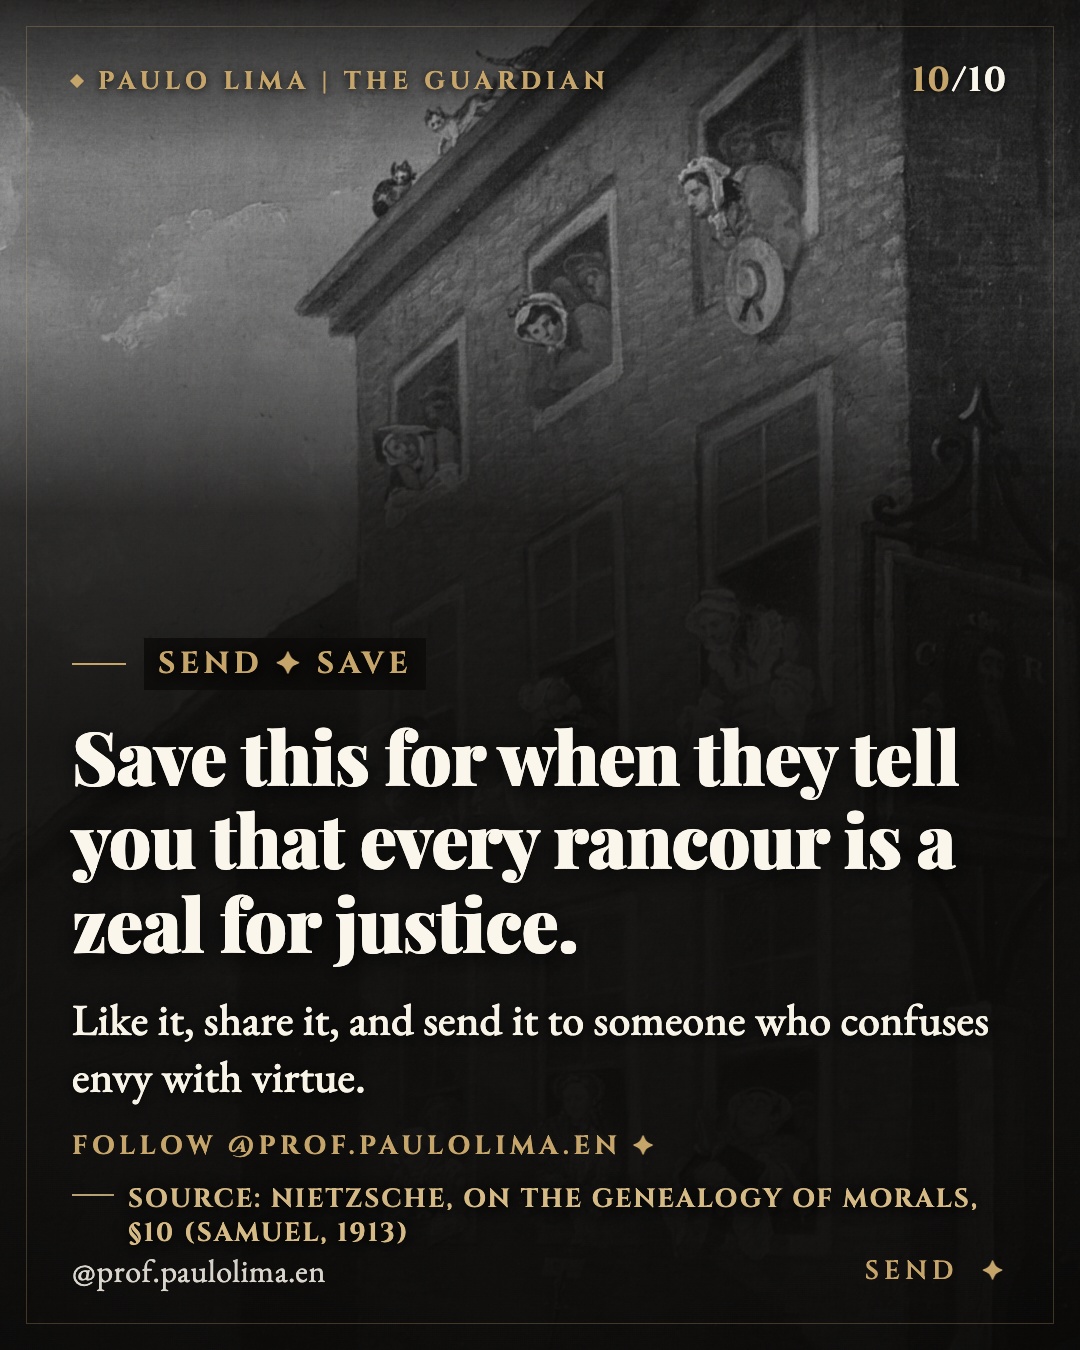 ◆ PAULO LIMA | THE GUARDIAN
10/10
SEND ✦ SAVE
Save this for when they tell
you that every rancour is a
zeal for justice.
Like it, share it, and send it to someone who confuses
envy with virtue.
FOLLOW @PROF.PAULOLIMA.EN ✦
SOURCE: NIETZSCHE, ON THE GENEALOGY OF MORALS,
§10 (SAMUEL, 1913)
@prof.paulolima.en
SEND ✦